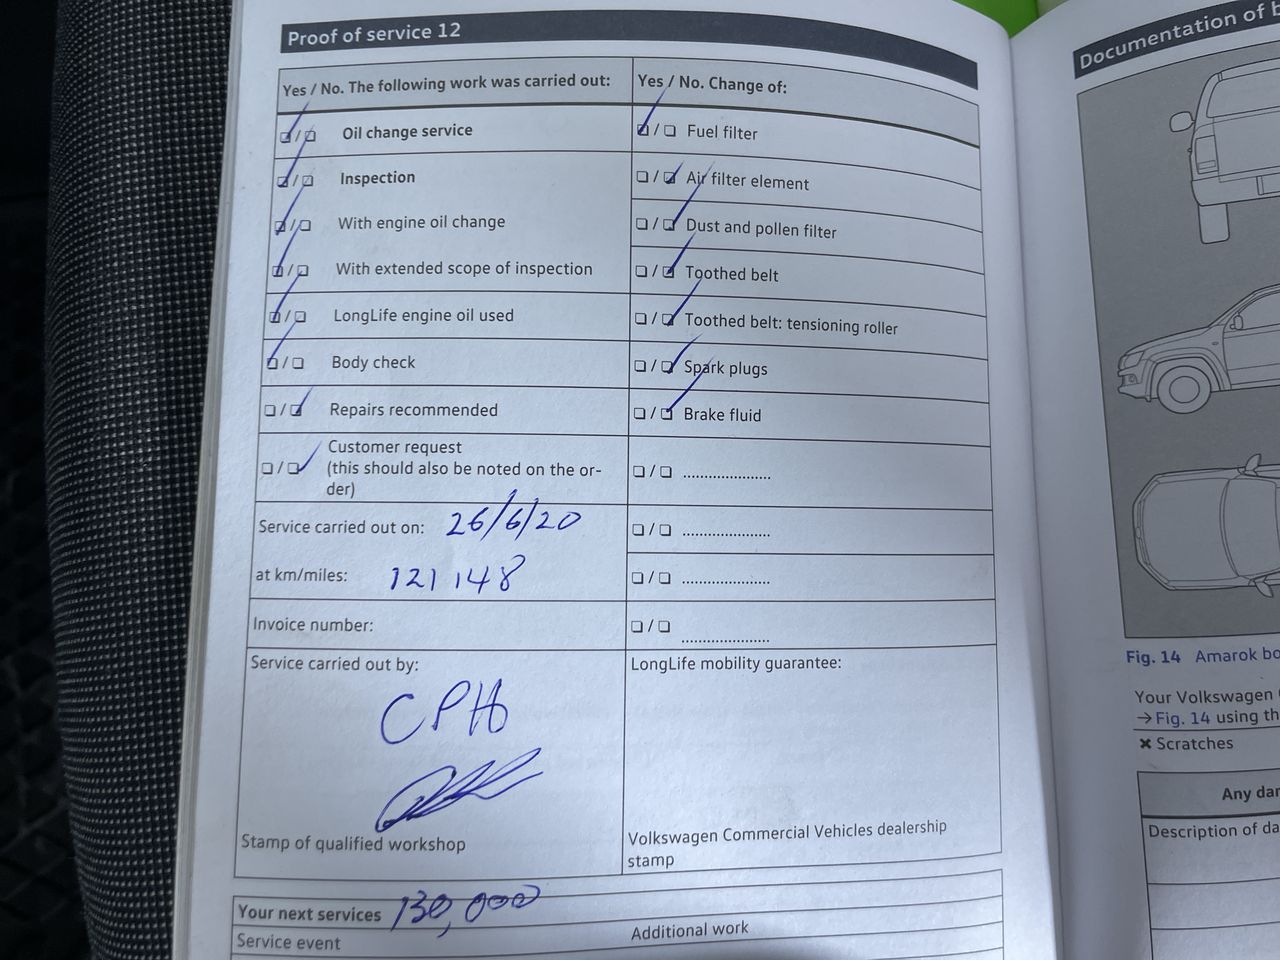 Proof of service 12
Yes / No. The following work was carried out:
☑ / ☐ Oil change service
☑ / ☐ Inspection
☑ / ☐ With engine oil change
☑ / ☐ With extended scope of inspection
☑ / ☐ LongLife engine oil used
☑ / ☐ Body check
☐ / ☑ Repairs recommended
☐ / ☑ Customer request
(this should also be noted on the or-
der)
Service carried out on: 26/6/20
at km/miles: 121 148
Invoice number:
Service carried out by:
CPH
Stamp of qualified workshop
Yes / No. Change of:
☑ / ☐ Fuel filter
☐ / ☑ Air filter element
☐ / ☑ Dust and pollen filter
☐ / ☑ Toothed belt
☐ / ☑ Toothed belt: tensioning roller
☐ / ☑ Spark plugs
☐ / ☑ Brake fluid
☐ / ☐ .....................
☐ / ☐ .....................
☐ / ☐ .....................
☐ / ☐ .....................
LongLife mobility guarantee:
Volkswagen Commercial Vehicles dealership
stamp
Your next services 130,000
Service event
Additional work
Documentation of b
Fig. 14 Amarok bo
Your Volkswagen
→ Fig. 14 using th
✖ Scratches
Any dar
Description of da